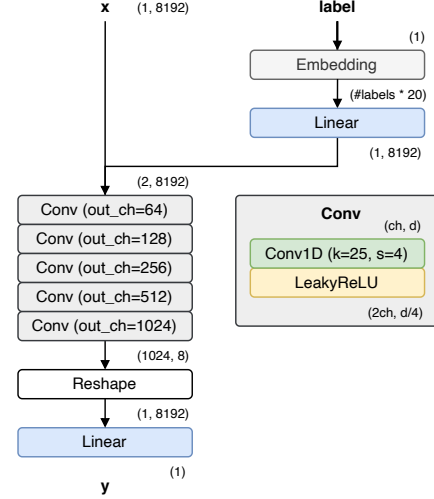 x
(1, 8192)
label
(1)
Embedding
(#labels * 20)
Linear
(1, 8192)
(2, 8192)
Conv (out_ch=64)
Conv (out_ch=128)
Conv (out_ch=256)
Conv (out_ch=512)
Conv (out_ch=1024)
(1024, 8)
Reshape
(1, 8192)
Linear
(1)
y
Conv
(ch, d)
Conv1D (k=25, s=4)
LeakyReLU
(2ch, d/4)